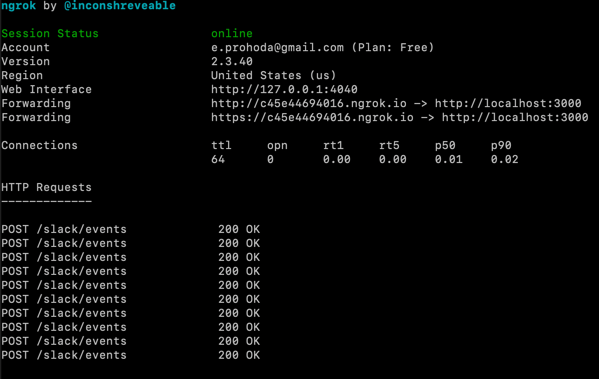 ngrok by @inconshreveable
Session Status online
Account e.prohoda@gmail.com (Plan: Free)
Version 2.3.40
Region United States (us)
Web Interface http://127.0.0.1:4040
Forwarding http://c45e44694016.ngrok.io -> http://localhost:3000
Forwarding https://c45e44694016.ngrok.io -> http://localhost:3000
Connections ttl opn rt1 rt5 p50 p90
64 0 0.00 0.00 0.01 0.02
HTTP Requests
-------------
POST /slack/events 200 OK
POST /slack/events 200 OK
POST /slack/events 200 OK
POST /slack/events 200 OK
POST /slack/events 200 OK
POST /slack/events 200 OK
POST /slack/events 200 OK
POST /slack/events 200 OK
POST /slack/events 200 OK
POST /slack/events 200 OK